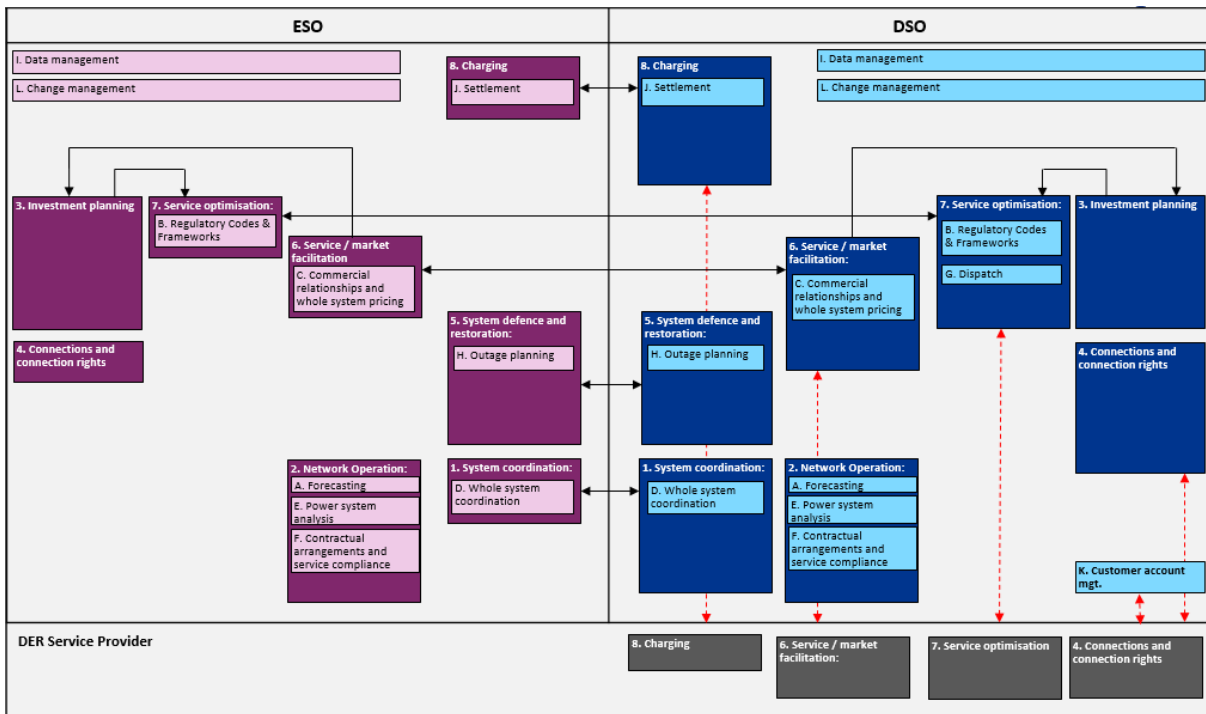 ESO
DSO
I. Data management
L. Change management
8. Charging
J. Settlement
8. Charging
J. Settlement
I. Data management
L. Change management
3. Investment planning
7. Service optimisation:
B. Regulatory Codes &
Frameworks
6. Service / market
facilitation
C. Commercial
relationships and
whole system pricing
4. Connections and
connection rights
5. System defence and
restoration:
H. Outage planning
2. Network Operation:
A. Forecasting
E. Power system
analysis
F. Contractual
arrangements and
service compliance
1. System coordination:
D. Whole system
coordination
5. System defence and
restoration:
H. Outage planning
1. System coordination:
D. Whole system
coordination
6. Service / market
facilitation:
C. Commercial
relationships and
whole system pricing
2. Network Operation:
A. Forecasting
E. Power system
analysis
F. Contractual
arrangements and
service compliance
7. Service optimisation:
B. Regulatory Codes
& Frameworks
G. Dispatch
3. Investment planning
4. Connections and
connection rights
K. Customer account
mgt.
DER Service Provider
8. Charging
6. Service / market
facilitation:
7. Service optimisation
4. Connections and
connection rights